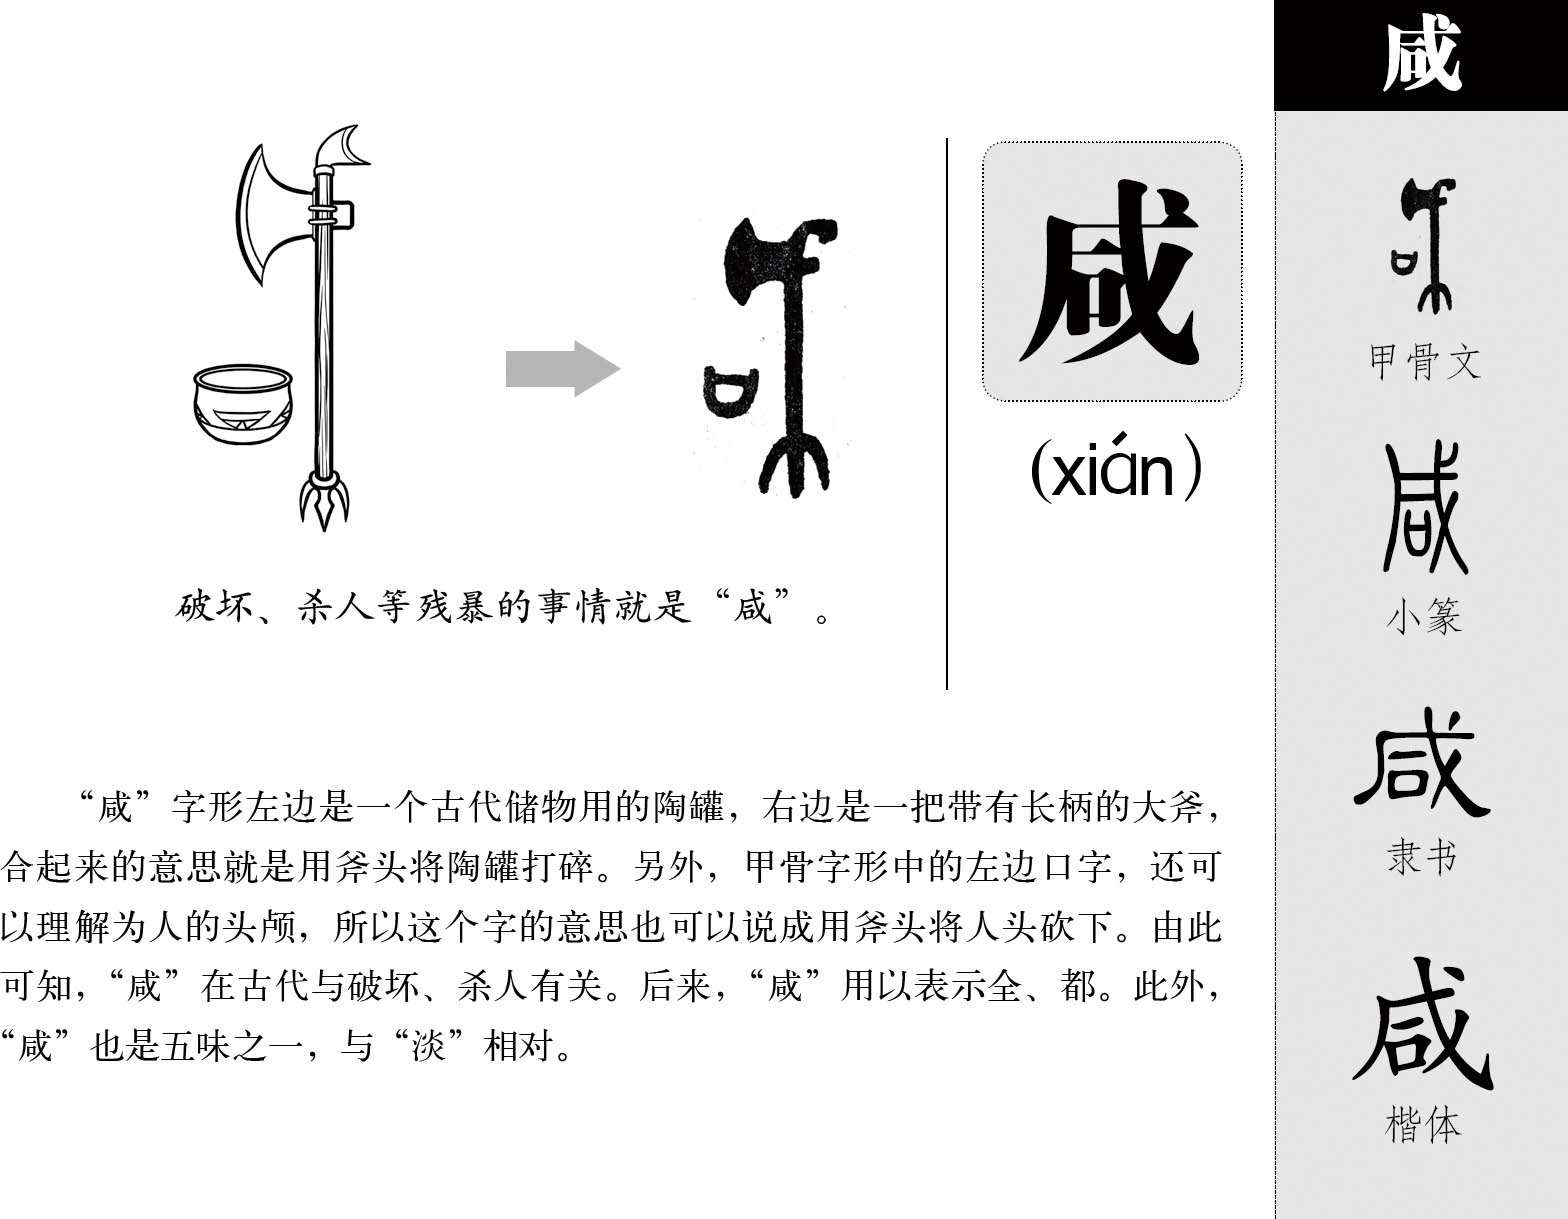 咸
咸
(xián)
破坏、杀人等残暴的事情就是“咸”。
“咸”字形左边是一个古代储物用的陶罐，右边是一把带有长柄的大斧，
合起来的意思就是用斧头将陶罐打碎。另外，甲骨字形中的左边口字，还可
以理解为人的头颅，所以这个字的意思也可以说成用斧头将人头砍下。由此
可知，“咸”在古代与破坏、杀人有关。后来，“咸”用以表示全、都。此外，
“咸”也是五味之一，与“淡”相对。
咸
甲骨文
咸
小篆
咸
隶书
咸
楷体